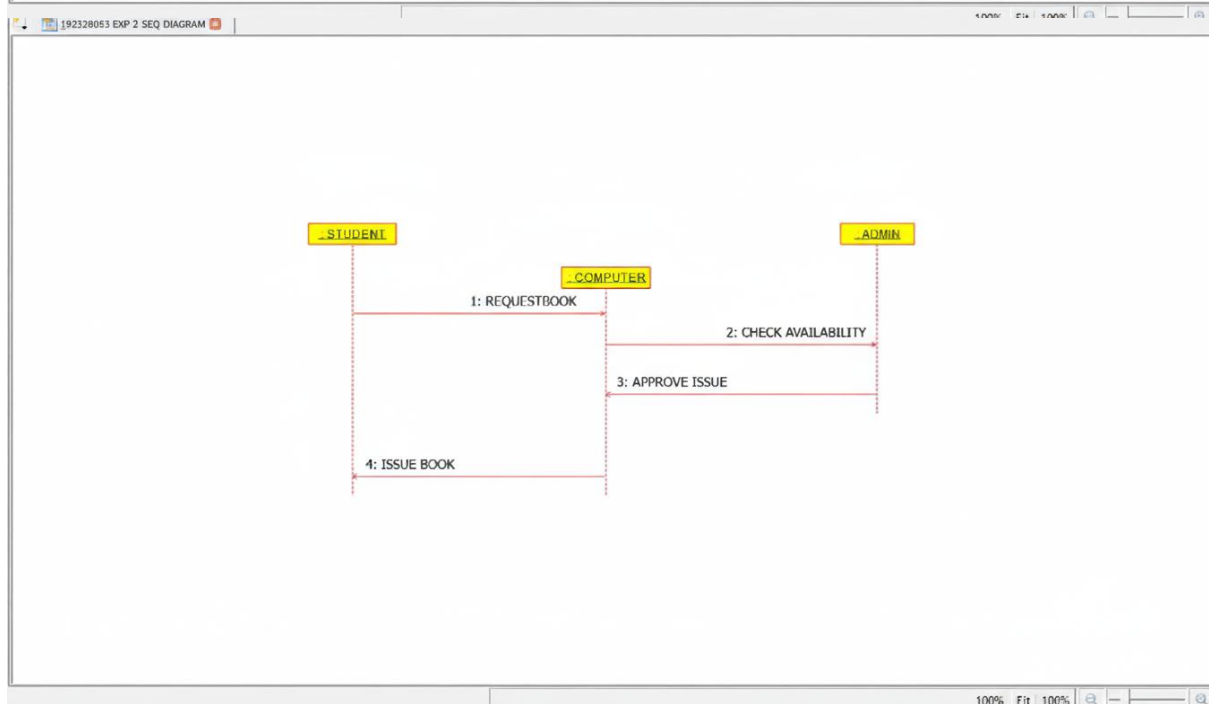 100% Fit 100%
192328053 EXP 2 SEQ DIAGRAM
: STUDENT
: ADMIN
: COMPUTER
1: REQUESTBOOK
2: CHECK AVAILABILITY
3: APPROVE ISSUE
4: ISSUE BOOK
100% Fit 100%